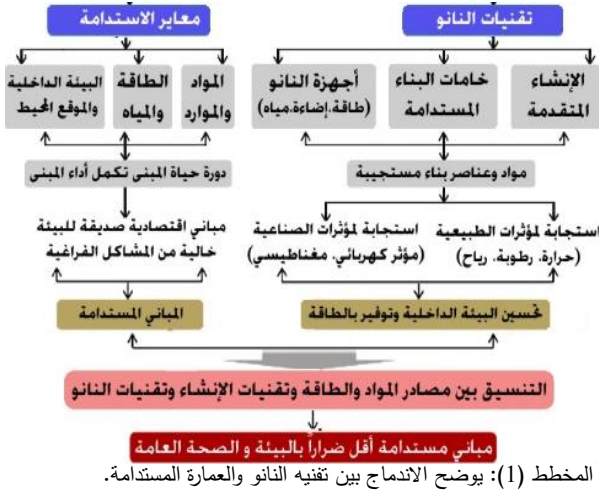 تقنيات النانو
معاير الاستدامة
الإنشاء المتقدمة
خامات البناء المستدامة
أجهزة النانو (طاقة.إضاءة.مياه)
المواد والموارد
الطاقة والمياه
البيئة الداخلية والموقع المحيط
مواد وعناصر بناء مستجيبة
دورة حياة المبنى تكمل أداء المبنى
استجابة لمؤثرات الطبيعية
(حرارة. رطوبة. رياح)
استجابة لمؤثرات الصناعية
(مؤثر كهربائي. مغناطيسي)
مباني اقتصادية صديقة للبيئة
خالية من المشاكل الفراغية
تحسين البيئة الداخلية وتوفير بالطاقة
المباني المستدامة
التنسيق بين مصادر المواد والطاقة وتقنيات الإنشاء وتقنيات النانو
مباني مستدامة أقل ضراراً بالبيئة و الصحة العامة
المخطط (1): يوضح الاندماج بين تفنيه النانو والعمارة المستدامة.